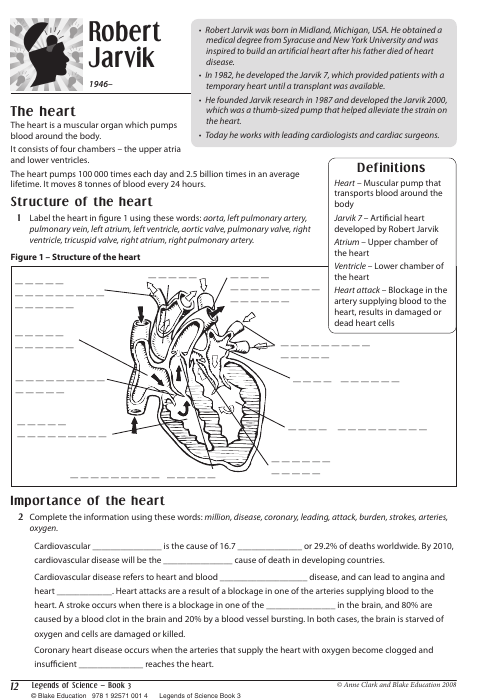 Robert
Jarvik
1946–
• Robert Jarvik was born in Midland, Michigan, USA. He obtained a
medical degree from Syracuse and New York University and was
inspired to build an artificial heart after his father died of heart
disease.
• In 1982, he developed the Jarvik 7, which provided patients with a
temporary heart until a transplant was available.
• He founded Jarvik research in 1987 and developed the Jarvik 2000,
which was a thumb-sized pump that helped alleviate the strain on
the heart.
• Today he works with leading cardiologists and cardiac surgeons.
The heart
The heart is a muscular organ which pumps
blood around the body.
It consists of four chambers – the upper atria
and lower ventricles.
The heart pumps 100 000 times each day and 2.5 billion times in an average
lifetime. It moves 8 tonnes of blood every 24 hours.
Structure of the heart
1 Label the heart in figure 1 using these words: aorta, left pulmonary artery,
pulmonary vein, left atrium, left ventricle, aortic valve, pulmonary valve, right
ventricle, tricuspid valve, right atrium, right pulmonary artery.
Definitions
Heart – Muscular pump that
transports blood around the
body
Jarvik 7 – Artificial heart
developed by Robert Jarvik
Atrium – Upper chamber of
the heart
Ventricle – Lower chamber of
the heart
Heart attack – Blockage in the
artery supplying blood to the
heart, results in damaged or
dead heart cells
Figure 1 – Structure of the heart
Importance of the heart
2 Complete the information using these words: million, disease, coronary, leading, attack, burden, strokes, arteries,
oxygen.
Cardiovascular _______________ is the cause of 16.7 ______________ or 29.2% of deaths worldwide. By 2010,
cardiovascular disease will be the _______________ cause of death in developing countries.
Cardiovascular disease refers to heart and blood ___________________ disease, and can lead to angina and
heart ____________. Heart attacks are a result of a blockage in one of the arteries supplying blood to the
heart. A stroke occurs when there is a blockage in one of the _______________ in the brain, and 80% are
caused by a blood clot in the brain and 20% by a blood vessel bursting. In both cases, the brain is starved of
oxygen and cells are damaged or killed.
Coronary heart disease occurs when the arteries that supply the heart with oxygen become clogged and
insufficient ______________ reaches the heart.
12 Legends of Science – Book 3
© Anne Clark and Blake Education 2008
© Blake Education 978 1 92571 001 4 Legends of Science Book 3